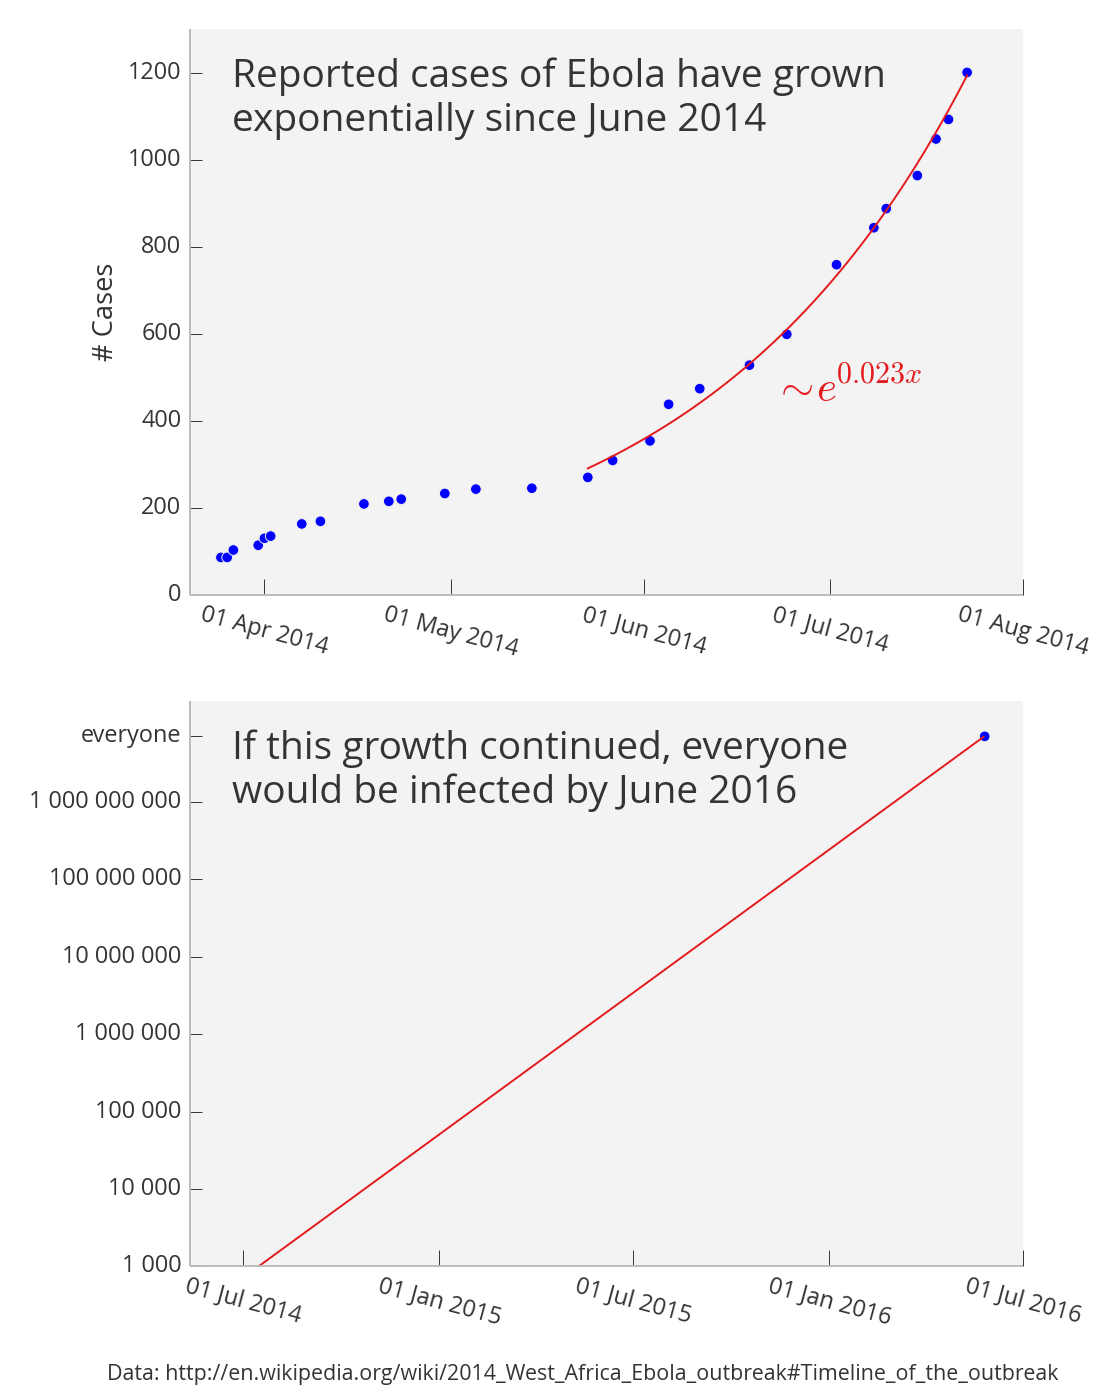 Reported cases of Ebola have grown
exponentially since June 2014
1200
1000
800
600
400
200
0
# Cases
~e^0.023x
01 Apr 2014
01 May 2014
01 Jun 2014
01 Jul 2014
01 Aug 2014
If this growth continued, everyone
would be infected by June 2016
everyone
1 000 000 000
100 000 000
10 000 000
1 000 000
100 000
10 000
1 000
01 Jul 2014
01 Jan 2015
01 Jul 2015
01 Jan 2016
01 Jul 2016
Data: http://en.wikipedia.org/wiki/2014_West_Africa_Ebola_outbreak#Timeline_of_the_outbreak